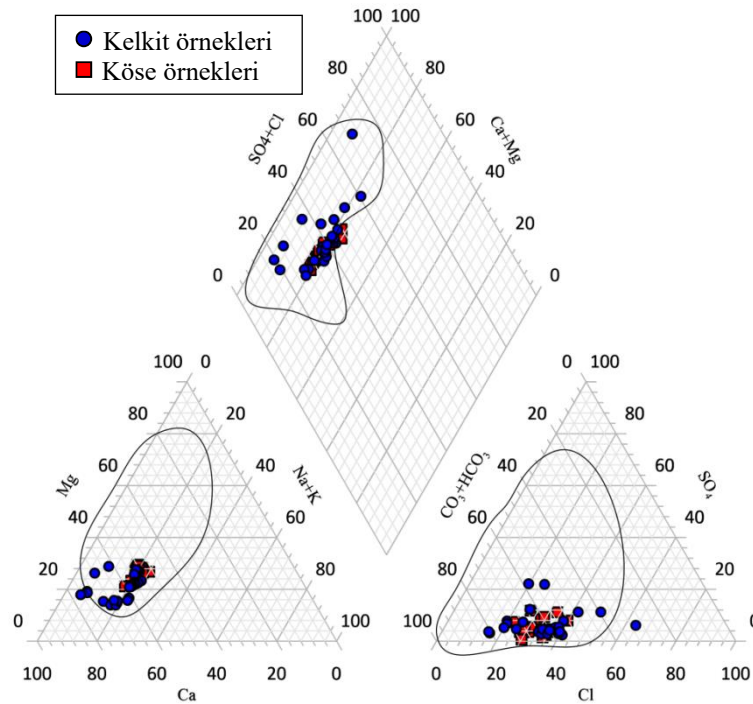 Kelkit örnekleri
Köse örnekleri
100 100
80 80
60 60
40 40
20 20
0 0
SO4+Cl
Ca+Mg
100 0
80 20
60 40
40 60
20 80
0 100
Mg
Na+K
100 80 60 40 20 0
Ca
0 100
20 80
40 60
60 40
80 20
100 0
CO₃+HCO₃
SO₄
0 20 40 60 80 100
Cl